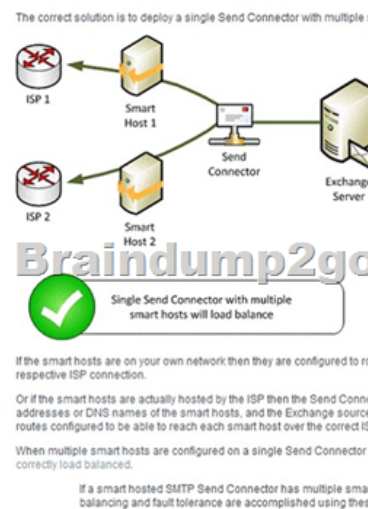 The correct solution is to deploy a single Send Connector with multiple
ISP 1
Smart
Host 1
Send
Connector
Exchange
Server
ISP 2
Smart
Host 2
Braindump2go
Single Send Connector with multiple
smart hosts will load balance
If the smart hosts are on your own network then they are configured to
respective ISP connection.
Or if the smart hosts are actually hosted by the ISP then the Send
addresses or DNS names of the smart hosts, and the Exchange source
routes configured to be able to reach each smart host over the correct
When multiple smart hosts are configured on a single Send Connector
correctly load balanced.
If a smart hosted SMTP Send Connector has multiple
balancing and fault tolerance are accomplished using